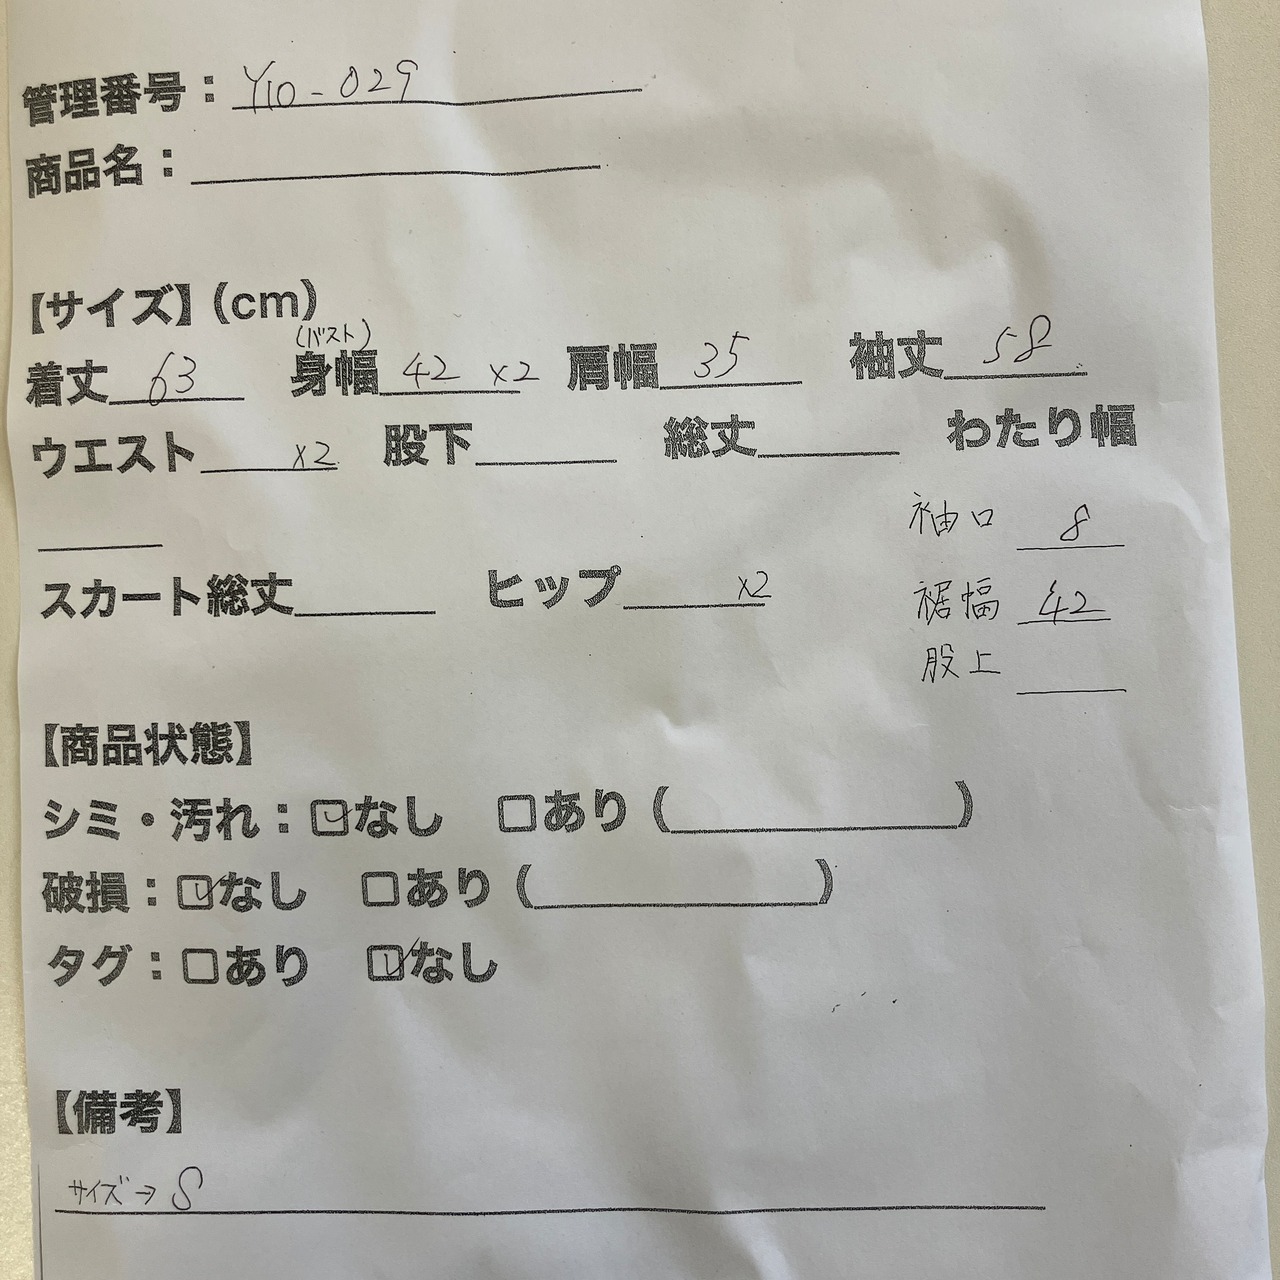 管理番号：Y10-029
商品名：
【サイズ】(cm)
(バスト)
着丈 63 身幅 42 x2 肩幅 35 袖丈 58
ウエスト x2 股下 総丈 わたり幅
袖口 8
スカート総丈 ヒップ x2
裾幅 42
股上
【商品状態】
シミ・汚れ：☑なし □あり（ ）
破損：☑なし □あり（ ）
タグ：□あり ☑なし
【備考】
サイズ→S